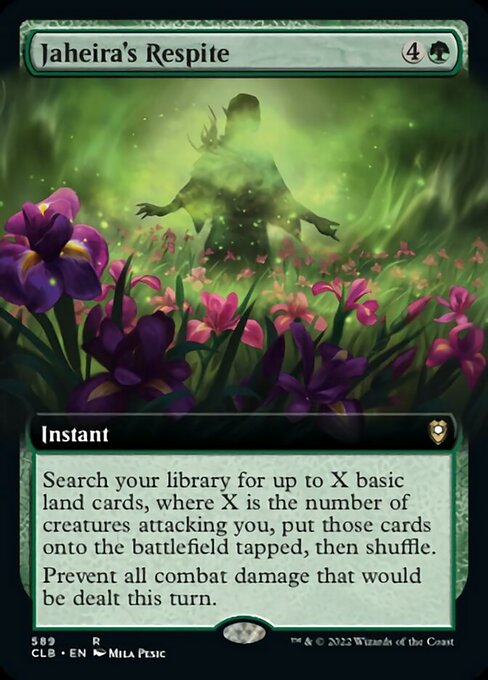 Jaheira's Respite 4
Instant
Search your library for up to X basic
land cards, where X is the number of
creatures attacking you, put those cards
onto the battlefield tapped, then shuffle.
Prevent all combat damage that would
be dealt this turn.
589 R
CLB • EN Mila Pesic
™ & © 2022 Wizards of the Coast